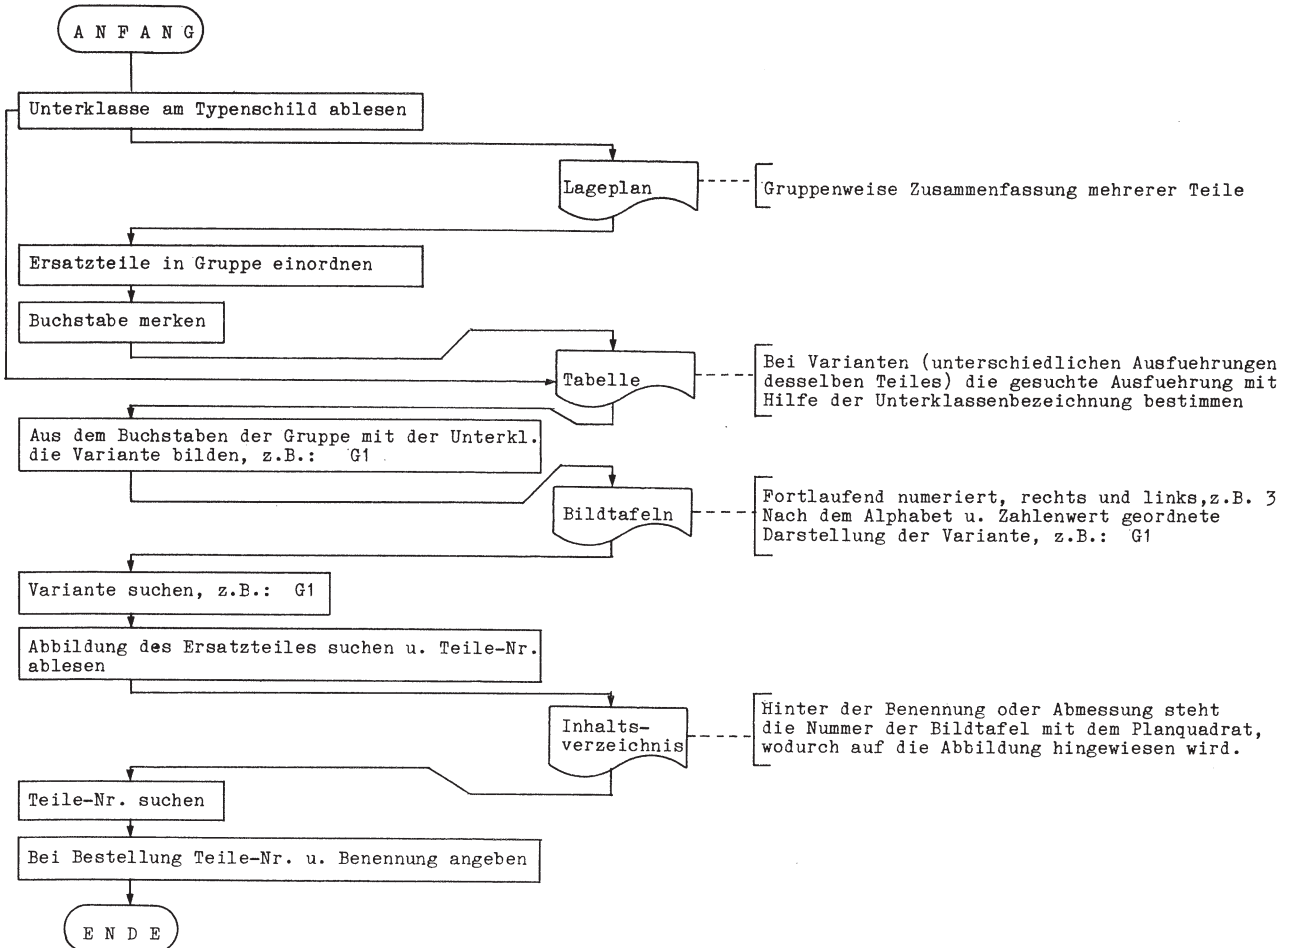 A N F A N G
Unterklasse am Typenschild ablesen
Lageplan
Gruppenweise Zusammenfassung mehrerer Teile
Ersatzteile in Gruppe einordnen
Buchstabe merken
Tabelle
Bei Varianten (unterschiedlichen Ausfuehrungen
desselben Teiles) die gesuchte Ausfuehrung mit
Hilfe der Unterklassenbezeichnung bestimmen
Aus dem Buchstaben der Gruppe mit der Unterkl.
die Variante bilden, z.B.: G1
Bildtafeln
Fortlaufend numeriert, rechts und links,z.B. 3
Nach dem Alphabet u. Zahlenwert geordnete
Darstellung der Variante, z.B.: G1
Variante suchen, z.B.: G1
Abbildung des Ersatzteiles suchen u. Teile-Nr.
ablesen
Inhalts-
verzeichnis
Hinter der Benennung oder Abmessung steht
die Nummer der Bildtafel mit dem Planquadrat,
wodurch auf die Abbildung hingewiesen wird.
Teile-Nr. suchen
Bei Bestellung Teile-Nr. u. Benennung angeben
E N D E